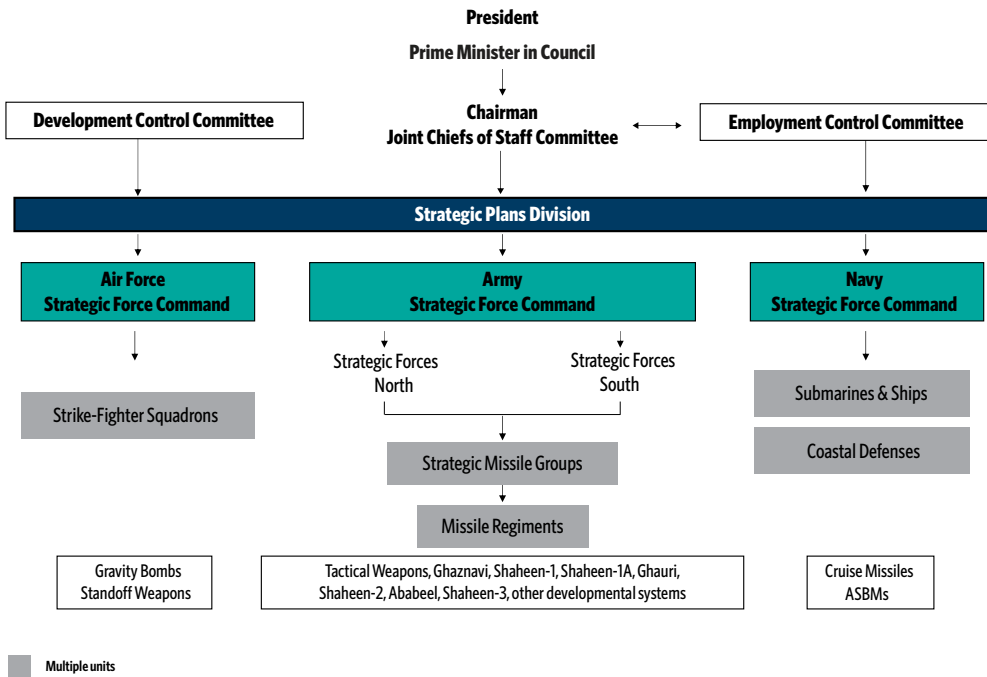 President
Prime Minister in Council
Development Control Committee
Chairman
Joint Chiefs of Staff Committee
Employment Control Committee
Strategic Plans Division
Air Force
Strategic Force Command
Army
Strategic Force Command
Navy
Strategic Force Command
Strategic Forces
North
Strategic Forces
South
Strike-Fighter Squadrons
Submarines & Ships
Coastal Defenses
Strategic Missile Groups
Missile Regiments
Gravity Bombs
Standoff Weapons
Tactical Weapons, Ghaznavi, Shaheen-1, Shaheen-1A, Ghauri,
Shaheen-2, Ababeel, Shaheen-3, other developmental systems
Cruise Missiles
ASBMs
Multiple units